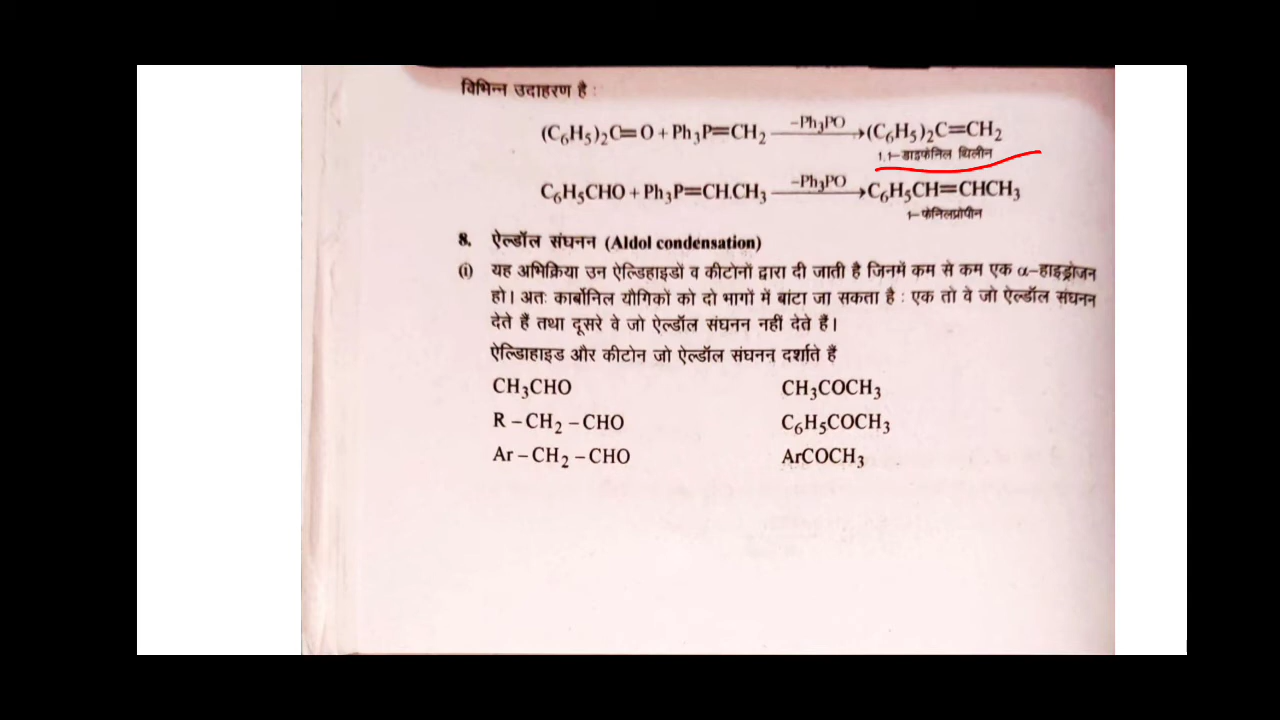 विभिन्न उदाहरण है :
(C₆H₅)₂C=O + Ph₃P=CH₂ —–Ph₃PO→ (C₆H₅)₂C=CH₂
1,1–डाइफेनिल थिलीन
C₆H₅CHO + Ph₃P=CH.CH₃ —–Ph₃PO→ C₆H₅CH=CHCH₃
1–फेनिलप्रोपीन
8. ऐल्डॉल संघनन (Aldol condensation)
(i) यह अभिक्रिया उन ऐल्डिहाइडों व कीटोनों द्वारा दी जाती है जिनमें कम से कम एक α–हाइड्रोजन
हो। अतः कार्बोनिल यौगिकों को दो भागों में बांटा जा सकता है : एक तो वे जो ऐल्डॉल संघनन
देते हैं तथा दूसरे वे जो ऐल्डॉल संघनन नहीं देते हैं।
ऐल्डिाहाइड और कीटोन जो ऐल्डॉल संघनन दर्शाते हैं
CH₃CHO CH₃COCH₃
R – CH₂ – CHO C₆H₅COCH₃
Ar – CH₂ – CHO ArCOCH₃